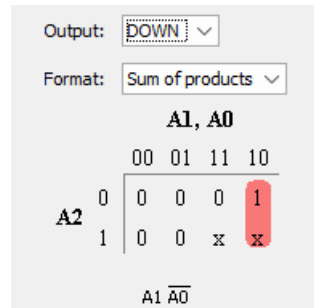 Output: DOWN
Format: Sum of products
A1, A0
00 01 11 10
0 0 0 0 1
A2
1 0 0 x x
A1 A̅0̅